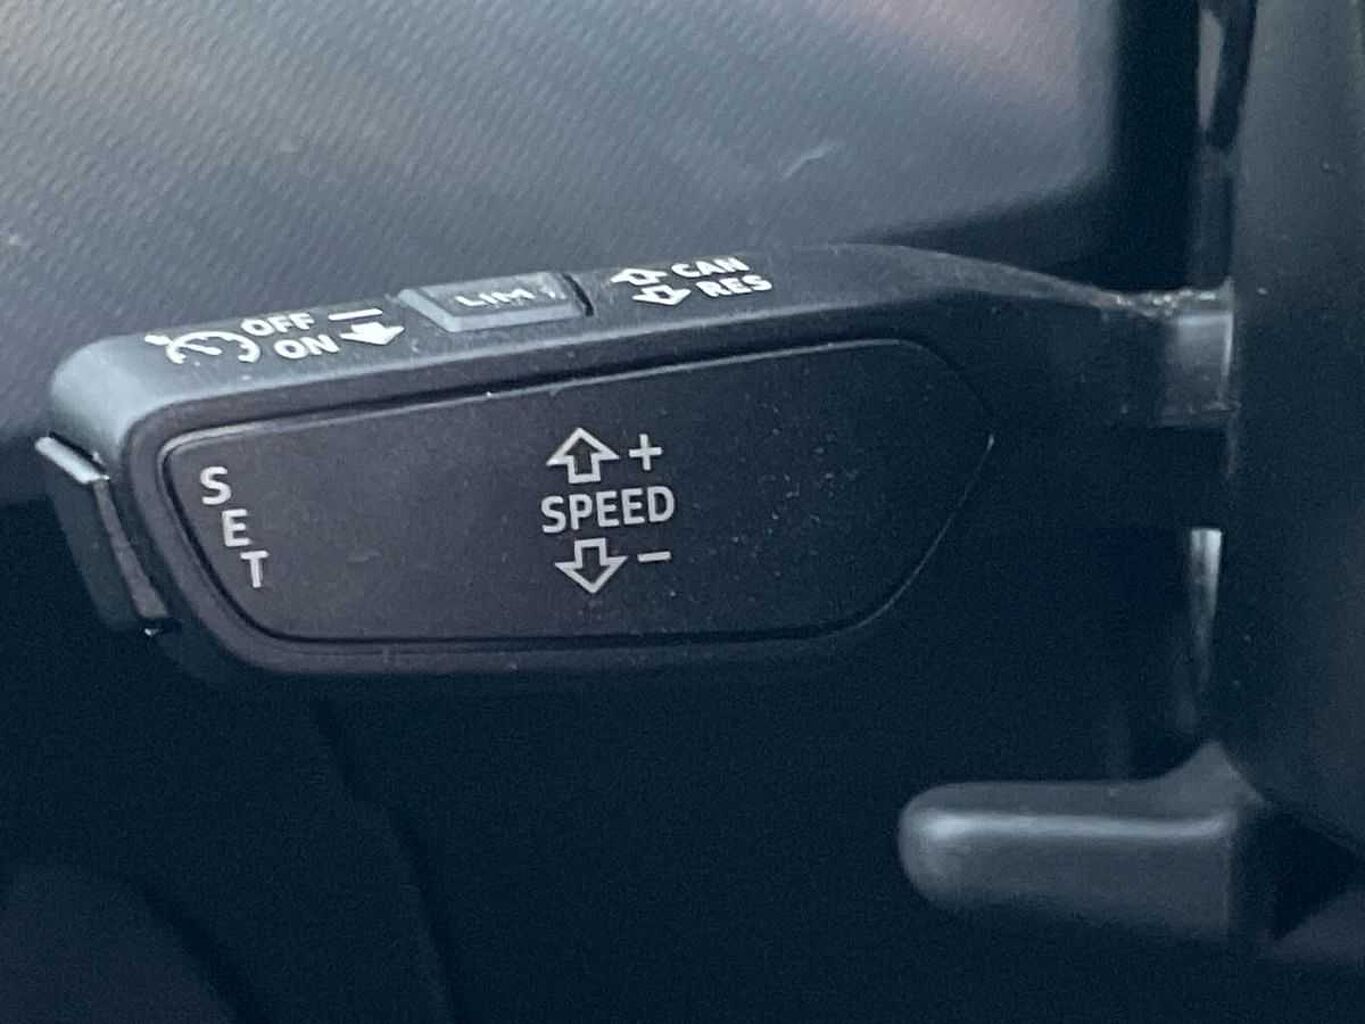 OFF
ON
LIM
CAN
RES
SET
+
SPEED
-